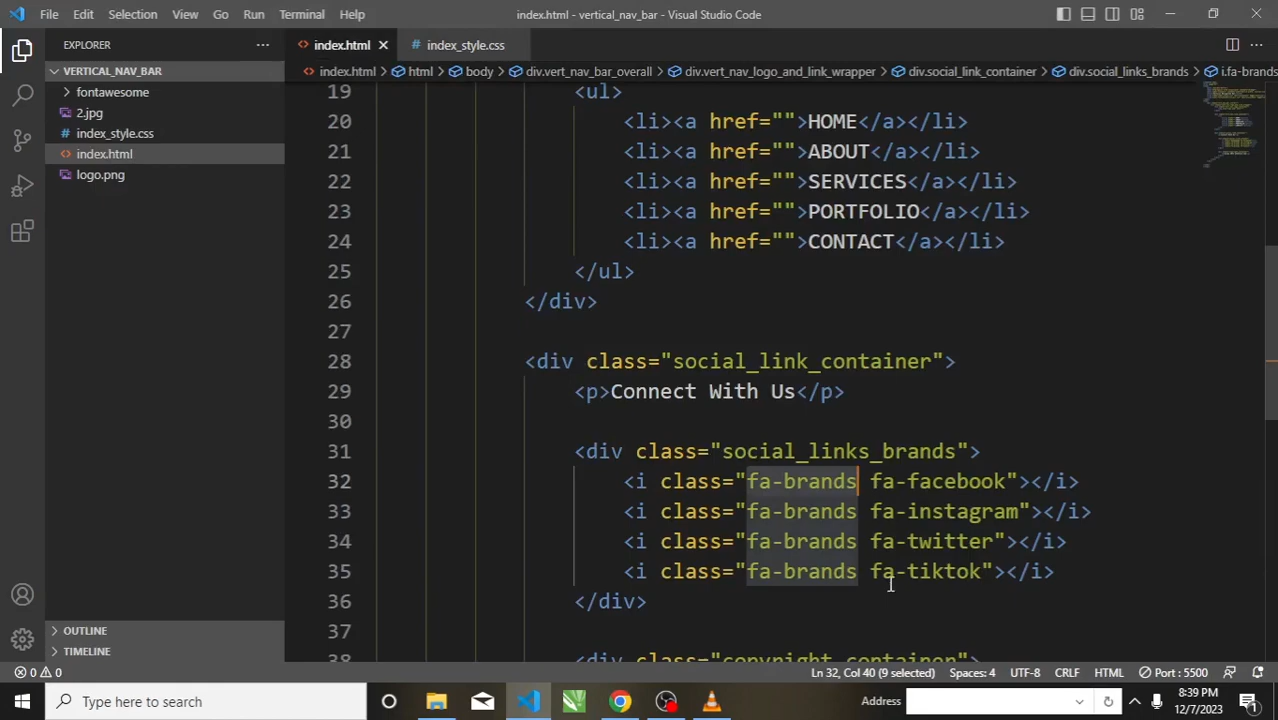 File Edit Selection View Go Run Terminal Help index.html - vertical_nav_bar - Visual Studio Code
EXPLORER
VERTICAL_NAV_BAR
fontawesome
2.jpg
index_style.css
index.html
logo.png
OUTLINE
TIMELINE
index.html index_style.css
index.html html body div.vert_nav_bar_overall div.vert_nav_logo_and_link_wrapper div.social_link_container div.social_links_brands i.fa-brands
19 <ul>
20 <li><a href="">HOME</a></li>
21 <li><a href="">ABOUT</a></li>
22 <li><a href="">SERVICES</a></li>
23 <li><a href="">PORTFOLIO</a></li>
24 <li><a href="">CONTACT</a></li>
25 </ul>
26 </div>
27
28 <div class="social_link_container">
29 <p>Connect With Us</p>
30
31 <div class="social_links_brands">
32 <i class="fa-brands fa-facebook"></i>
33 <i class="fa-brands fa-instagram"></i>
34 <i class="fa-brands fa-twitter"></i>
35 <i class="fa-brands fa-tiktok"></i>
36 </div>
37
38 <div class="copyright_container">
0 0 Ln 32, Col 40 (9 selected) Spaces: 4 UTF-8 CRLF HTML Port : 5500
Type here to search Address 8:39 PM
12/7/2023 1